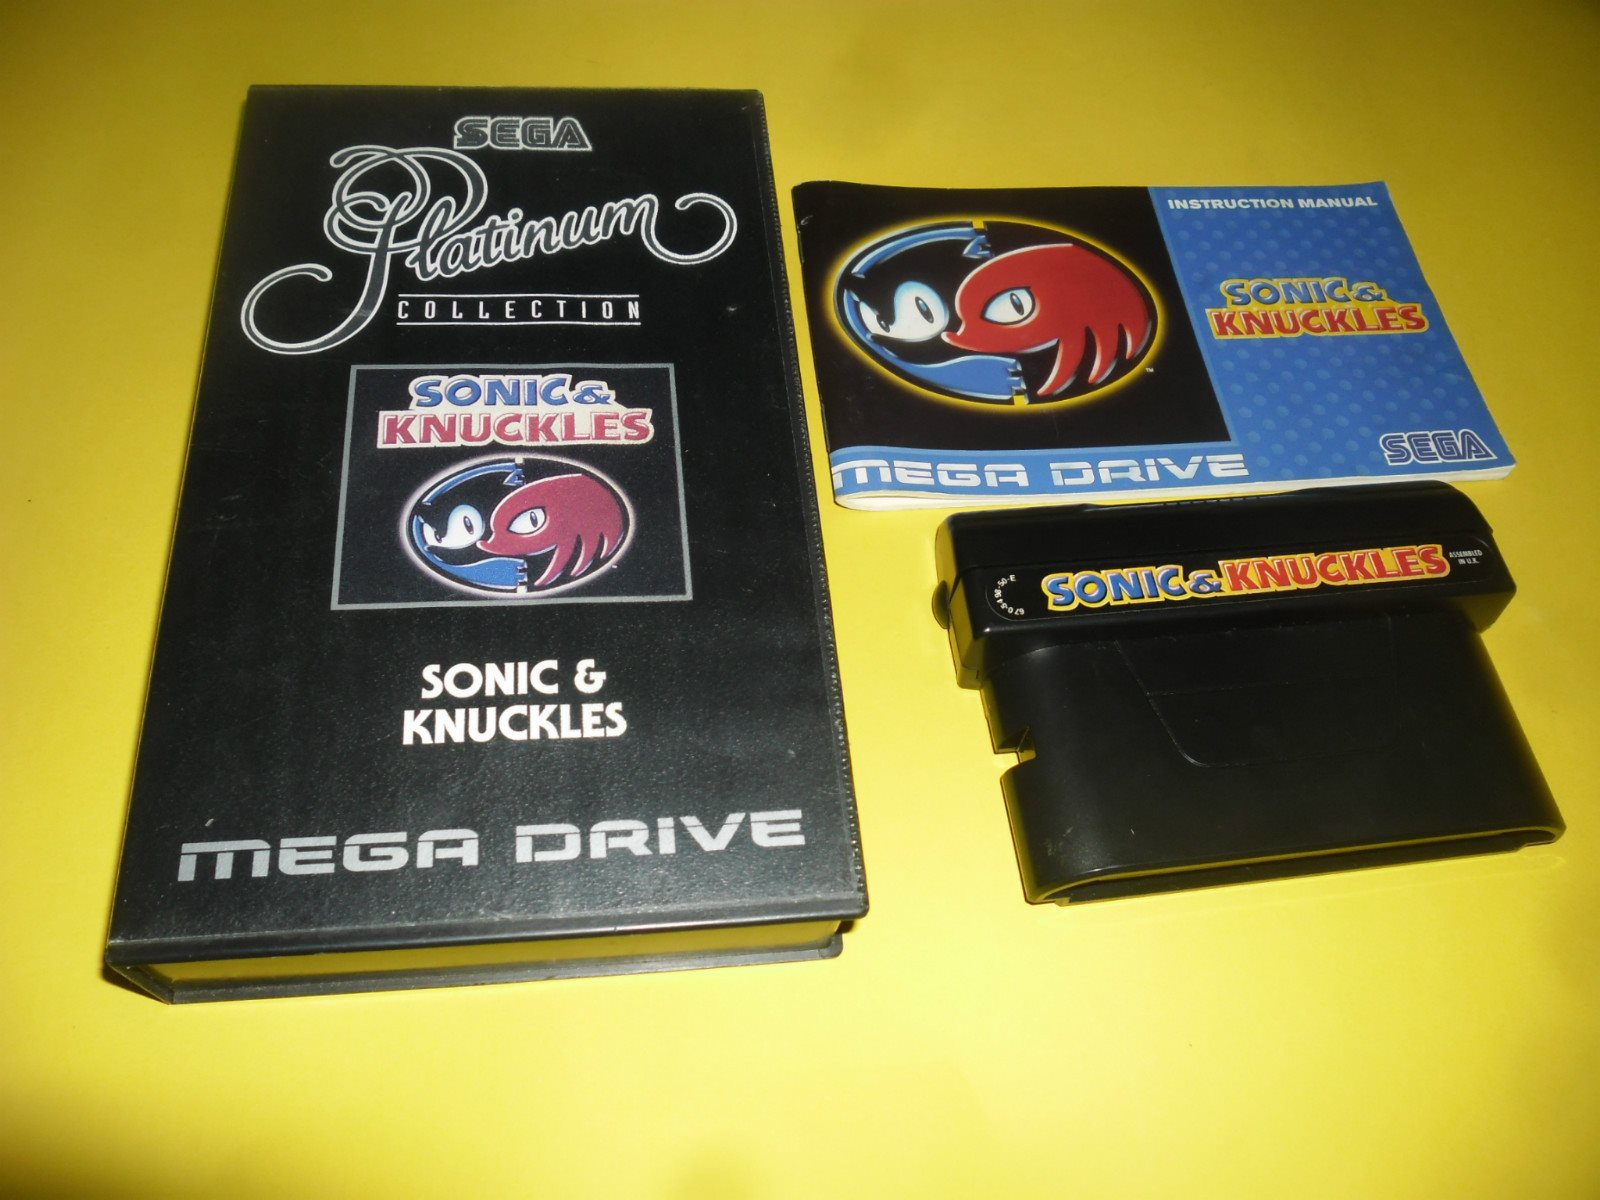 SEGA
Platinum
COLLECTION
SONIC &
KNUCKLES
SONIC &
KNUCKLES
MEGA DRIVE
INSTRUCTION MANUAL
SONIC &
KNUCKLES
TM
SEGA
MEGA DRIVE
SONIC & KNUCKLES
ASSEMBLED
IN U.K.